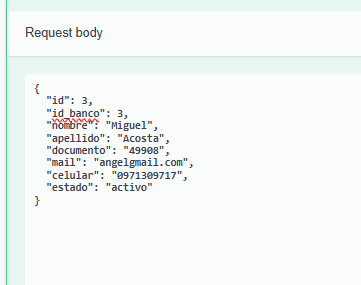 Request body
{
"id": 3,
"id_banco": 3,
"nombre": "Miguel",
"apellido": "Acosta",
"documento": "49908",
"mail": "angelgmail.com",
"celular": "0971309717",
"estado": "activo"
}